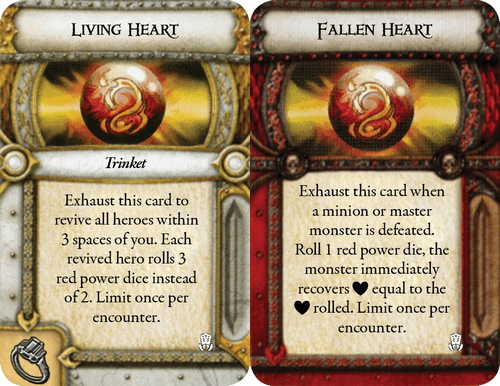 Living Heart
Trinket
Exhaust this card to
revive all heroes within
3 spaces of you. Each
revived hero rolls 3
red power dice instead
of 2. Limit once per
encounter.
Fallen Heart
Exhaust this card when
a minion or master
monster is defeated.
Roll 1 red power die, the
monster immediately
recovers ♥ equal to the
♥ rolled. Limit once per
encounter.